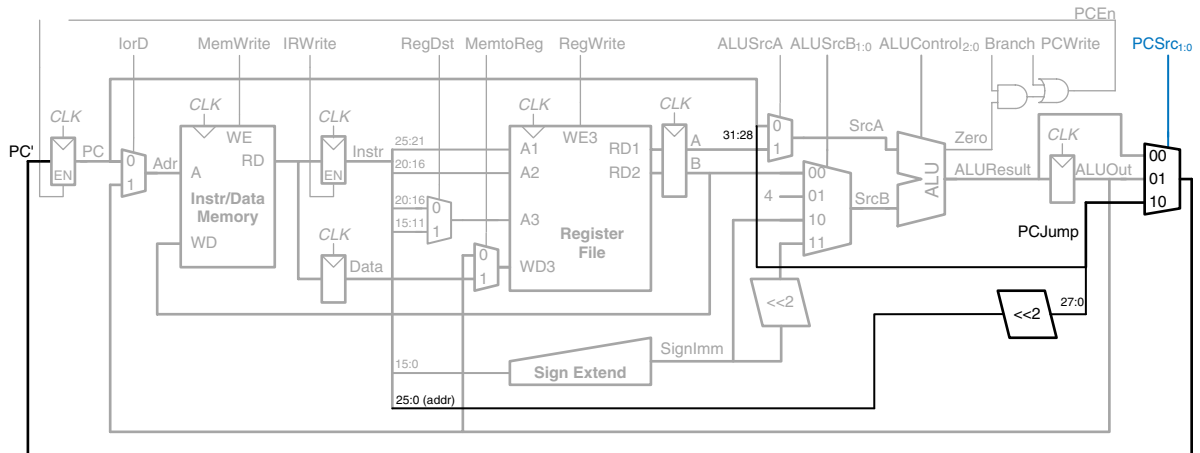 PCEn
IorD MemWrite IRWrite RegDst MemtoReg RegWrite ALUSrcA ALUSrcB1:0 ALUControl2:0 Branch PCWrite PCSrc1:0
CLK CLK CLK CLK CLK CLK
PC' PC EN
0 1 Adr
WE A RD Instr/Data Memory WD
EN Instr
CLK Data
25:21
20:16
20:16
15:11
0 1
0 1
WE3 A1 RD1 A2 RD2 A3 Register File WD3
A
B
31:28
0 1 SrcA
4
00 01 10 11 SrcB
ALU Zero ALUResult ALUOut
00 01 10
PCJump
<<2
<<2 27:0
15:0 Sign Extend SignImm
25:0 (addr)